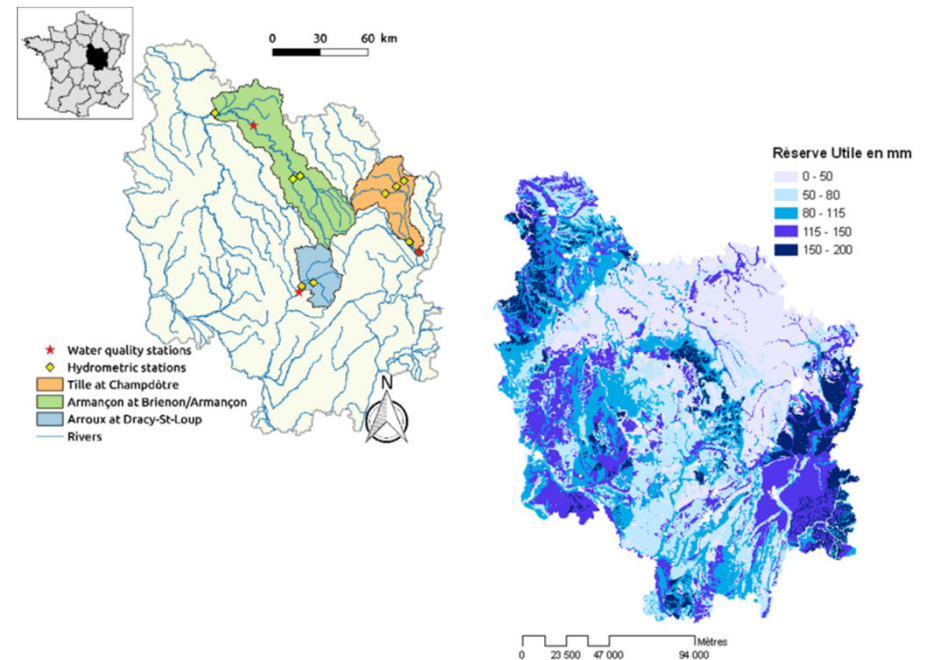 0 30 60 km
Water quality stations
Hydrometric stations
Tille at Champdôtre
Armançon at Brienon/Armançon
Arroux at Dracy-St-Loup
Rivers
N
Réserve Utile en mm
0 - 50
50 - 80
80 - 115
115 - 150
150 - 200
Mètres
0 23 500 47 000 94 000